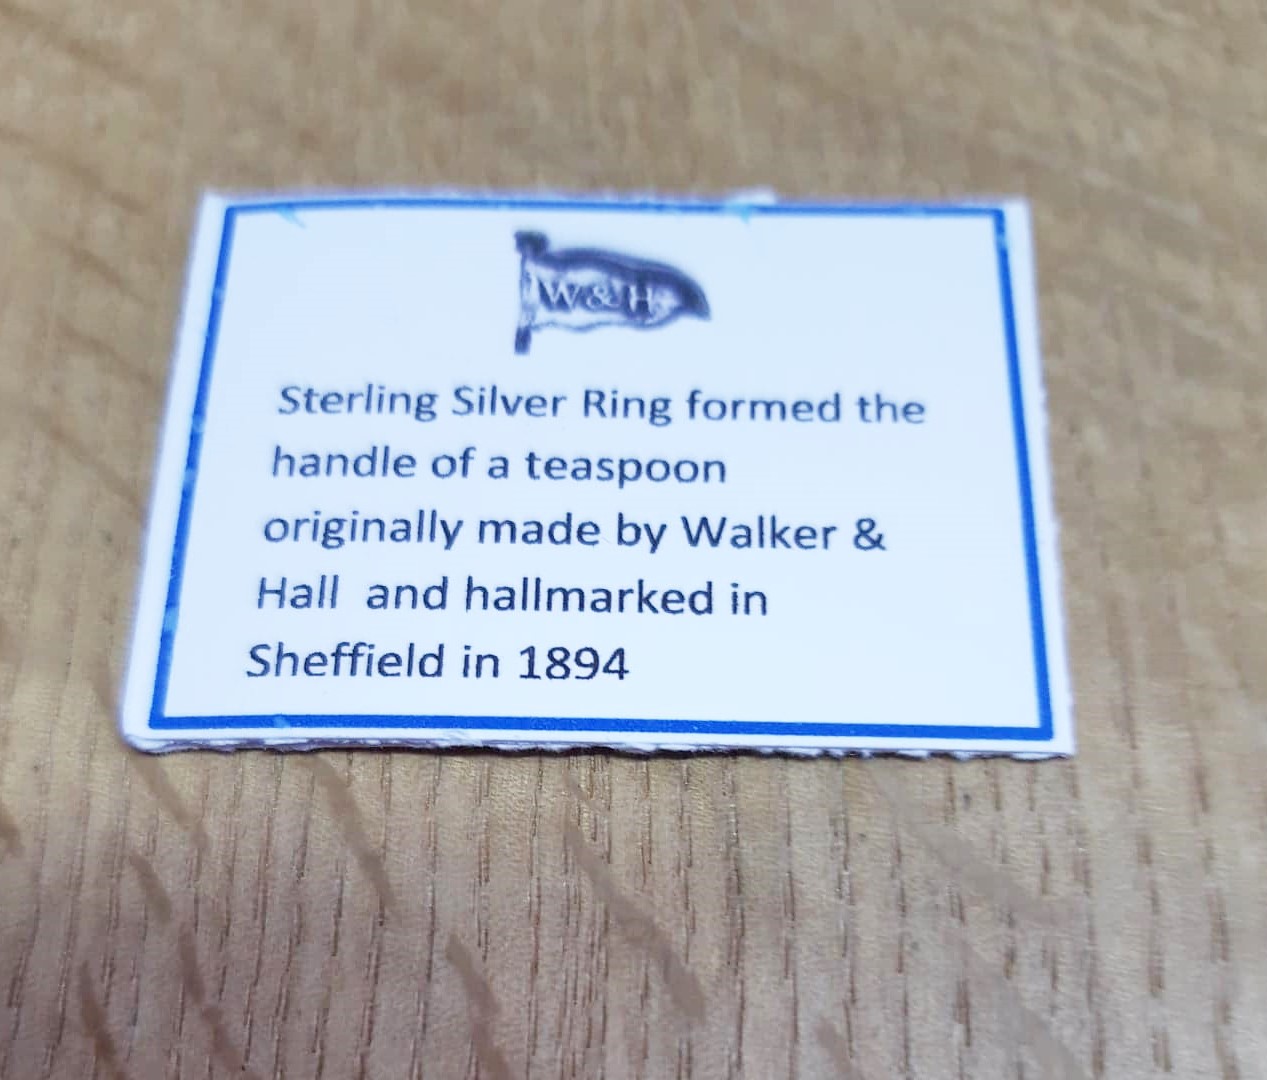 W & H
Sterling Silver Ring formed the
handle of a teaspoon
originally made by Walker &
Hall  and hallmarked in
Sheffield in 1894